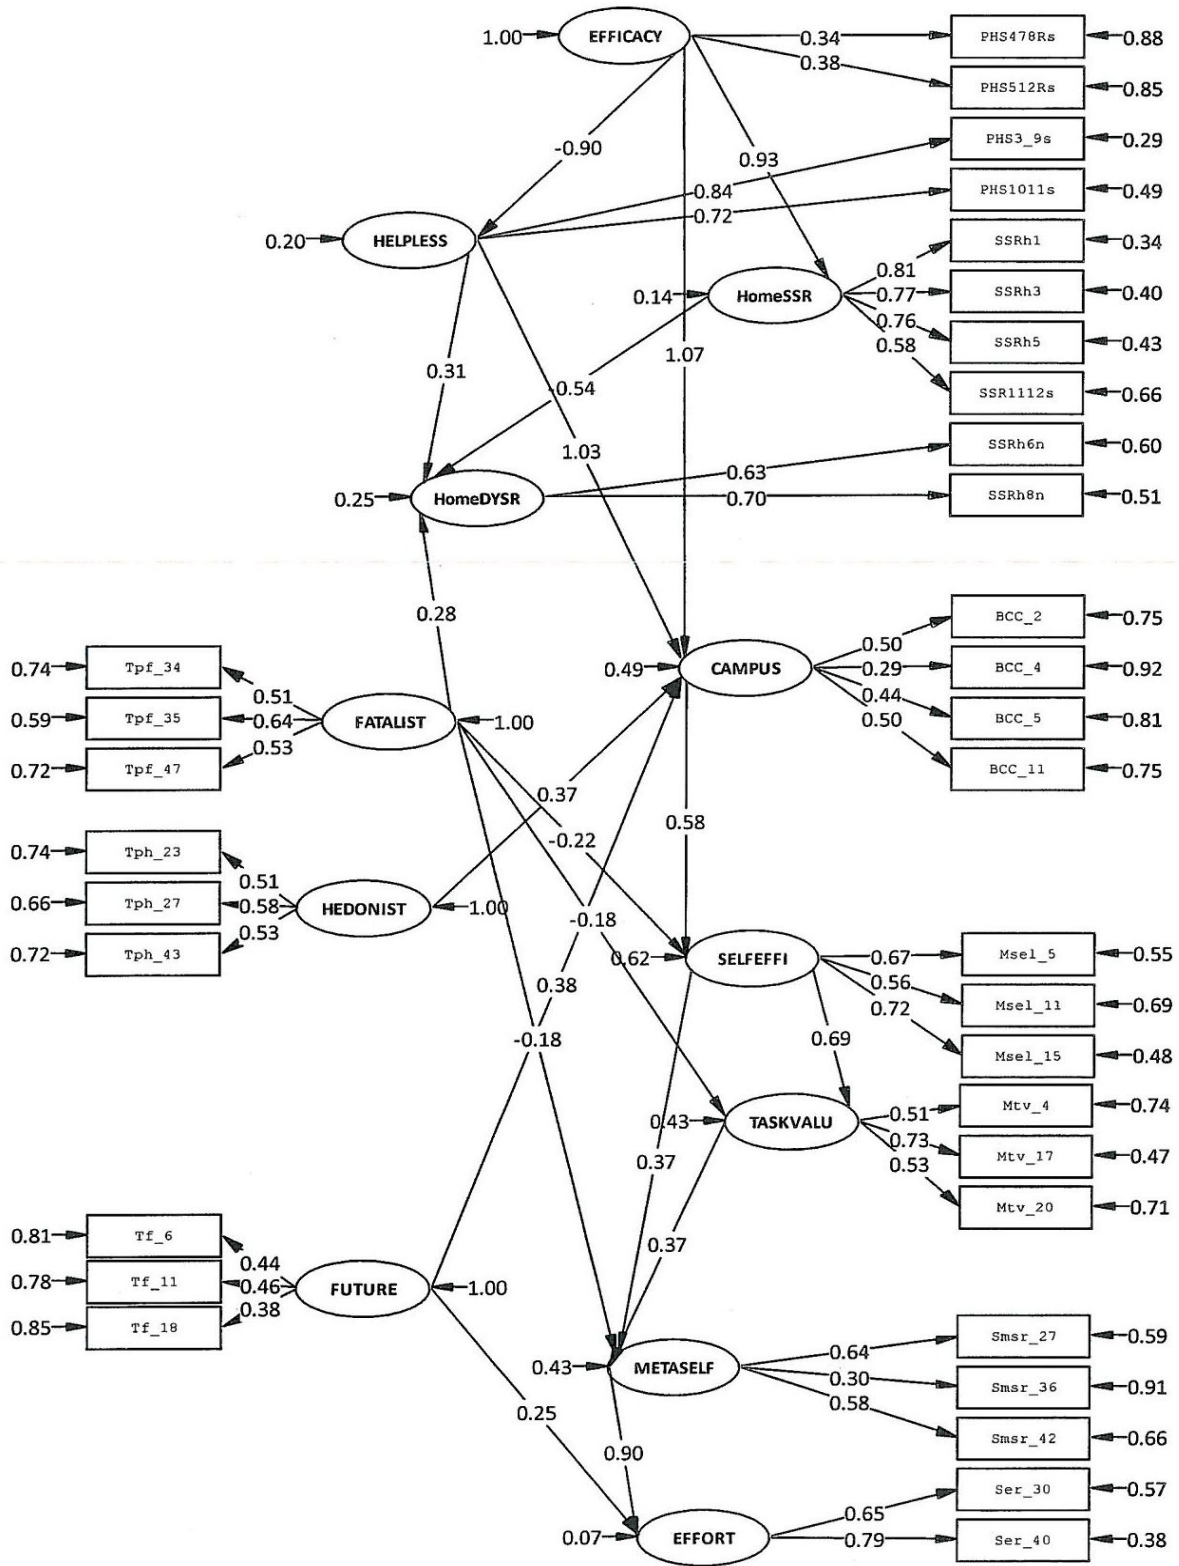 1.00 EFFICACY 0.34 PHS478Rs 0.88
0.38 PHS512Rs 0.85
-0.90 0.93 PHS3_9s 0.29
0.84 PHS1011s 0.49
0.72
0.20 HELPLESS SSRh1 0.34
0.81
0.14 HomeSSR 0.77 SSRh3 0.40
0.76 SSRh5 0.43
0.58
1.07
0.31 -0.54 SSR1112s 0.66
1.03 SSRh6n 0.60
0.63
0.25 HomeDYSR 0.70 SSRh8n 0.51
0.28 BCC_2 0.75
0.50
0.74 Tpf_34 0.49 CAMPUS 0.29 BCC_4 0.92
0.51 0.44
0.59 Tpf_35 0.64 FATALIST 1.00 0.50 BCC_5 0.81
0.53
0.72 Tpf_47 BCC_11 0.75
0.37
0.58
-0.22
0.74 Tph_23
0.51
0.66 Tph_27 0.58 HEDONIST 1.00
0.53 -0.18
0.72 Tph_43 0.62 SELFEFFI 0.67 Msel_5 0.55
0.56
0.38 0.72 Msel_11 0.69
-0.18 0.69 Msel_15 0.48
0.51 Mtv_4 0.74
0.43 TASKVALU 0.73 Mtv_17 0.47
0.37 0.53
Mtv_20 0.71
0.81 Tf_6 0.37
0.44
0.78 Tf_11 0.46 FUTURE 1.00
0.38
0.85 Tf_18 Smsr_27 0.59
0.64
0.43 METASELF 0.30 Smsr_36 0.91
0.58
0.25 Smsr_42 0.66
0.90
Ser_30 0.57
0.65
0.07 EFFORT 0.79 Ser_40 0.38